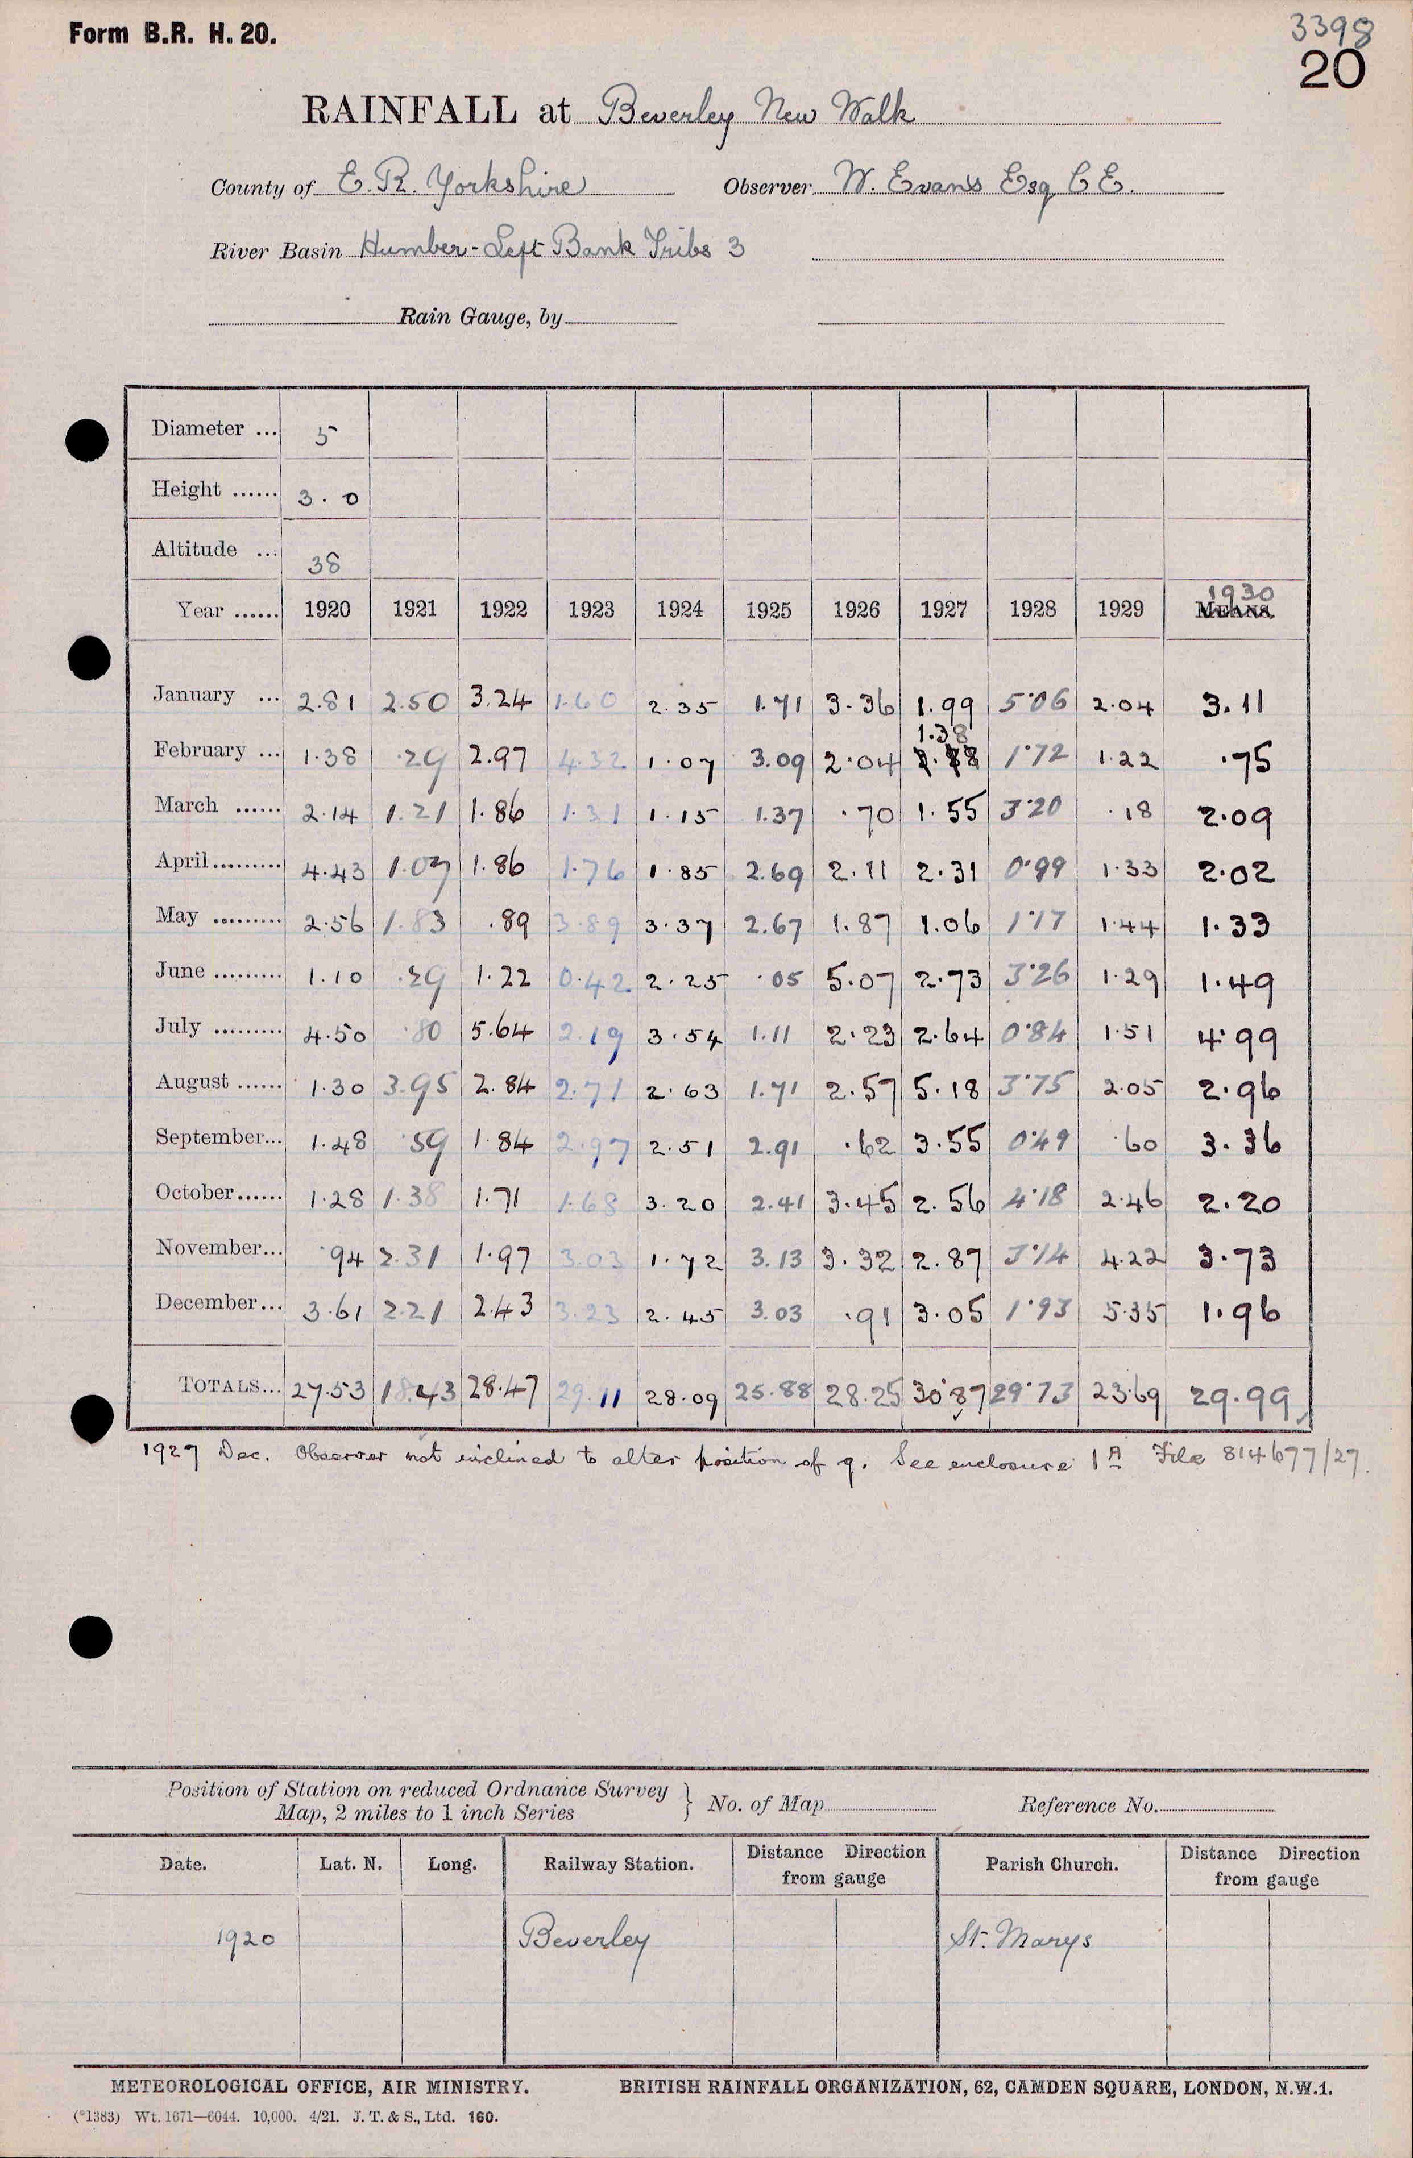 Form B.R. H. 20.
3398
20
RAINFALL at Beverley New Walk
County of E. R. Yorkshire Observer W. Evans Esq C E.
River Basin Humber - Left Bank Tribs 3
Rain Gauge, by
Diameter ... 5
Height ...... 3. 0
Altitude ... 38
1930
Year ...... 1920 1921 1922 1923 1924 1925 1926 1927 1928 1929 MEANS.
January ... 2.81 2.50 3.24 1.60 2.35 1.71 3.36 1.99 5.06 2.04 3.11
1.38
February ... 1.38 .29 2.97 4.32 1.07 3.09 2.04 1.72 1.22 .75
March ...... 2.14 1.21 1.86 1.31 1.15 1.37 .70 1.55 3.20 .18 2.09
April ......... 4.43 1.07 1.86 1.76 1.85 2.69 2.11 2.31 0.99 1.33 2.02
May ......... 2.56 1.83 .89 3.89 3.37 2.67 1.87 1.06 1.17 1.44 1.33
June ......... 1.10 .29 1.22 0.42 2.25 .05 5.07 2.73 3.26 1.29 1.49
July ......... 4.50 .80 5.64 2.19 3.54 1.11 2.23 2.64 0.84 1.51 4.99
August ...... 1.30 3.95 2.84 2.71 2.63 1.71 2.57 5.18 3.75 2.05 2.96
September... 1.48 .59 1.84 2.97 2.51 2.91 .62 3.55 0.49 .60 3.36
October...... 1.28 1.38 1.71 1.68 3.20 2.41 3.45 2.56 4.18 2.46 2.20
November... .94 2.31 1.97 3.03 1.72 3.13 3.32 2.87 3.14 4.22 3.73
December... 3.61 2.21 2.43 3.23 2.45 3.03 .91 3.05 1.93 5.35 1.96
TOTALS... 27.53 18.43 28.47 29.11 28.09 25.88 28.25 30.87 29.73 23.69 29.99
1927 Dec. Observer not inclined to alter position of g. See enclosure 1A File 814677/27.
Position of Station on reduced Ordnance Survey
Map, 2 miles to 1 inch Series } No. of Map Reference No.
Date. Lat. N. Long. Railway Station. Distance Direction from gauge Parish Church. Distance Direction from gauge
1920 Beverley St. Marys
METEOROLOGICAL OFFICE, AIR MINISTRY. BRITISH RAINFALL ORGANIZATION, 62, CAMDEN SQUARE, LONDON, N.W.1.
(*1383) Wt. 1671—6044. 10,000. 4/21. J. T. & S., Ltd. 160.